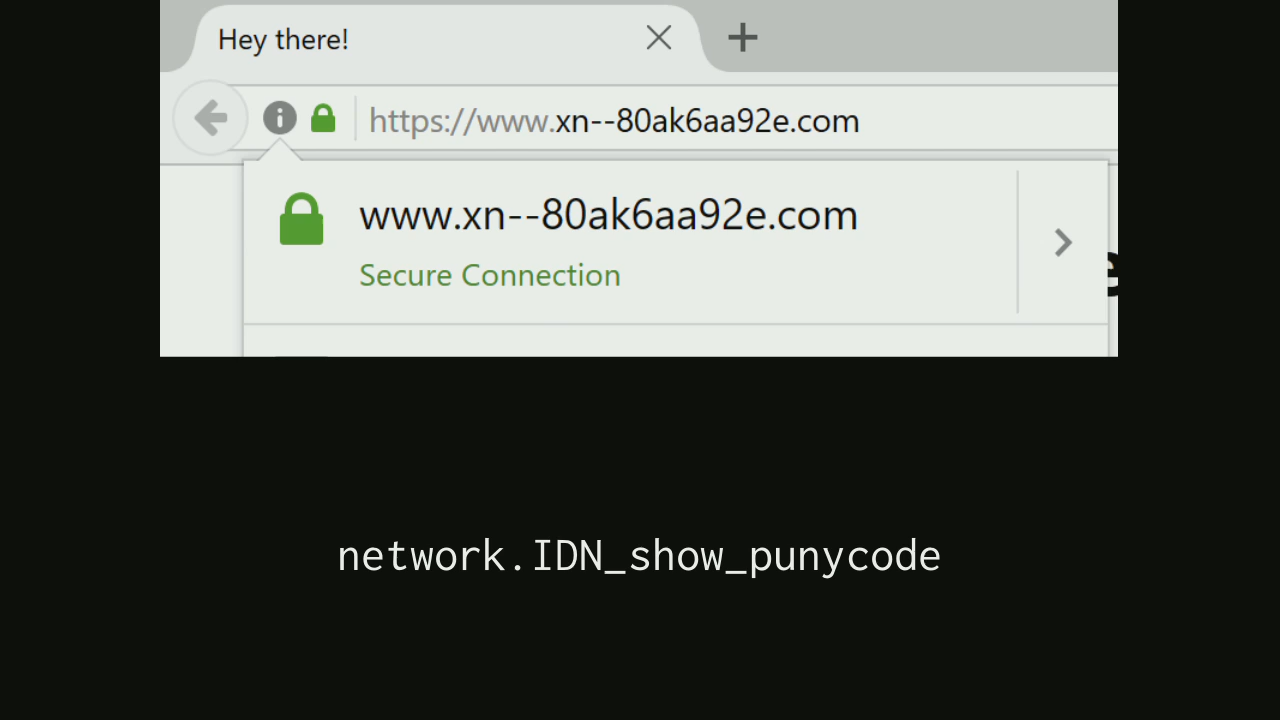 Hey there!
https://www.xn--80ak6aa92e.com
www.xn--80ak6aa92e.com
Secure Connection
network.IDN_show_punycode